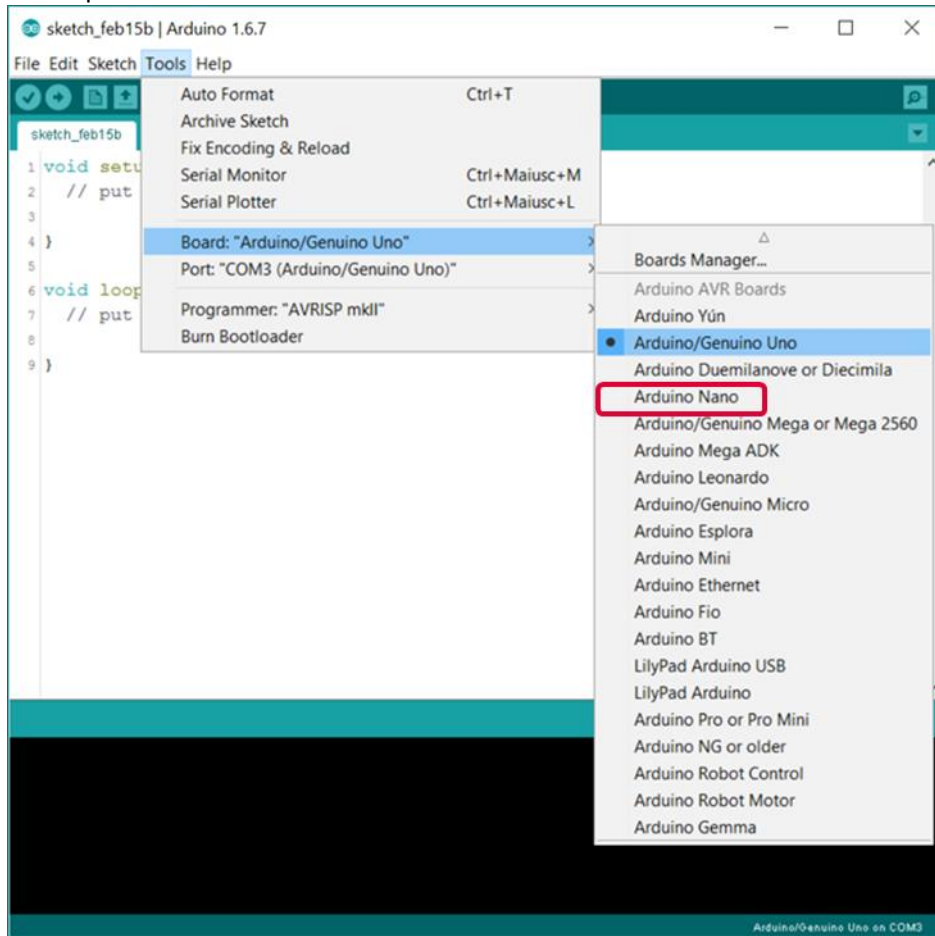 sketch_feb15b | Arduino 1.6.7
File Edit Sketch Tools Help
sketch_feb15b
1 void setu
2 // put
3
4 }
5
6 void loop
7 // put
8
9 }
Auto Format Ctrl+T
Archive Sketch
Fix Encoding & Reload
Serial Monitor Ctrl+Maiusc+M
Serial Plotter Ctrl+Maiusc+L
Board: "Arduino/Genuino Uno"
Port: "COM3 (Arduino/Genuino Uno)"
Programmer: "AVRISP mkII"
Burn Bootloader
Boards Manager...
Arduino AVR Boards
Arduino Yún
Arduino/Genuino Uno
Arduino Duemilanove or Diecimila
Arduino Nano
Arduino/Genuino Mega or Mega 2560
Arduino Mega ADK
Arduino Leonardo
Arduino/Genuino Micro
Arduino Esplora
Arduino Mini
Arduino Ethernet
Arduino Fio
Arduino BT
LilyPad Arduino USB
LilyPad Arduino
Arduino Pro or Pro Mini
Arduino NG or older
Arduino Robot Control
Arduino Robot Motor
Arduino Gemma
Arduino/Genuino Uno on COM3